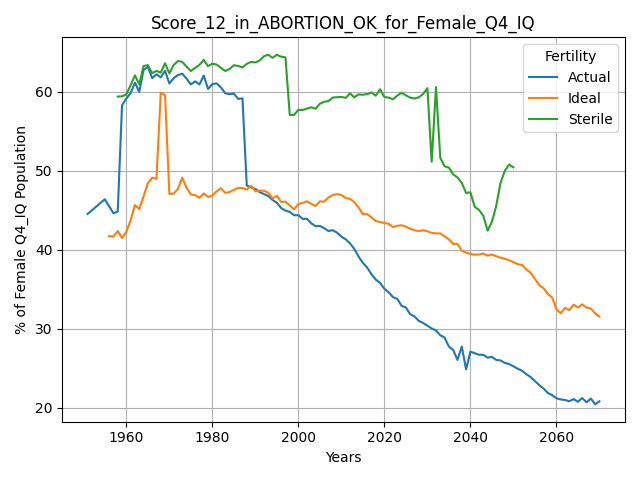 Score_12_in_ABORTION_OK_for_Female_Q4_IQ
Fertility
Actual
Ideal
Sterile
% of Female Q4_IQ Population
60
50
40
30
20
1960 1980 2000 2020 2040 2060
Years